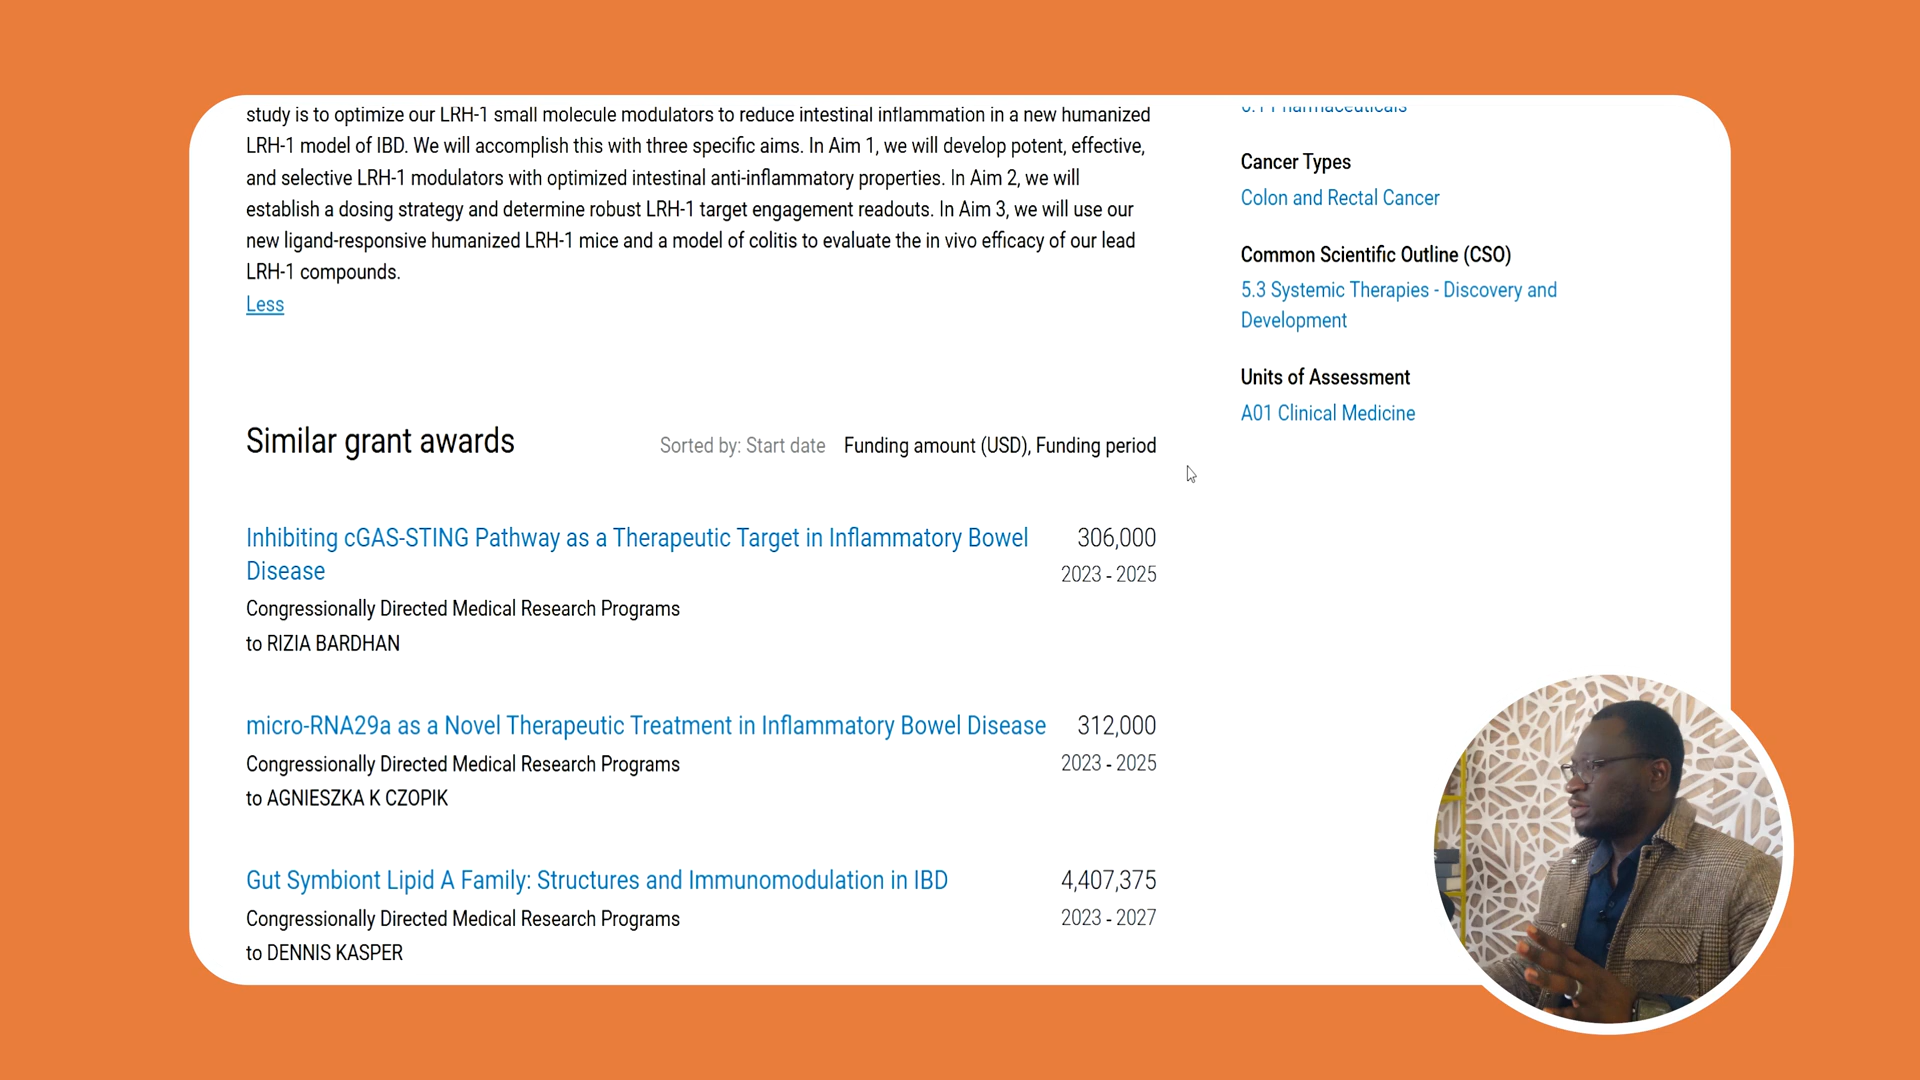 study is to optimize our LRH-1 small molecule modulators to reduce intestinal inflammation in a new humanized
LRH-1 model of IBD. We will accomplish this with three specific aims. In Aim 1, we will develop potent, effective,
and selective LRH-1 modulators with optimized intestinal anti-inflammatory properties. In Aim 2, we will
establish a dosing strategy and determine robust LRH-1 target engagement readouts. In Aim 3, we will use our
new ligand-responsive humanized LRH-1 mice and a model of colitis to evaluate the in vivo efficacy of our lead
LRH-1 compounds.
Less
Similar grant awards
Sorted by: Start date Funding amount (USD), Funding period
Inhibiting cGAS-STING Pathway as a Therapeutic Target in Inflammatory Bowel
Disease
306,000
2023 - 2025
Congressionally Directed Medical Research Programs
to RIZIA BARDHAN
micro-RNA29a as a Novel Therapeutic Treatment in Inflammatory Bowel Disease
312,000
2023 - 2025
Congressionally Directed Medical Research Programs
to AGNIESZKA K CZOPIK
Gut Symbiont Lipid A Family: Structures and Immunomodulation in IBD
4,407,375
2023 - 2027
Congressionally Directed Medical Research Programs
to DENNIS KASPER
Pharmaceuticals
Cancer Types
Colon and Rectal Cancer
Common Scientific Outline (CSO)
5.3 Systemic Therapies - Discovery and
Development
Units of Assessment
A01 Clinical Medicine